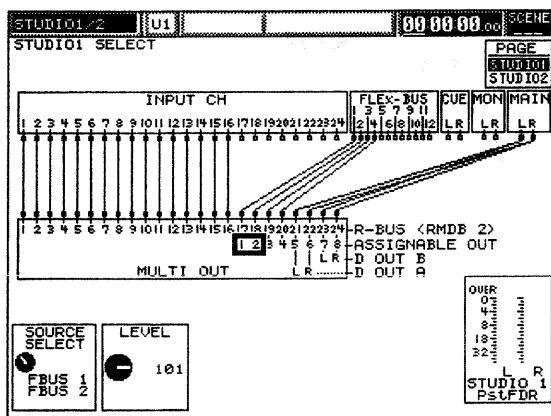 STUDIO1/2 U1 00 00 00.00 SCENE
STUDIO1 SELECT
PAGE
STUDIO1
STUDIO2
INPUT CH FLEx-BUS CUE MON MAIN
1 3 5 7 9 11
1 2 3 4 5 6 7 8 9 10 11 12 13 14 15 16 17 18 19 20 21 22 23 24 2 4 6 8 10 12 L R L R L R
1 2 3 4 5 6 7 8 9 10 11 12 13 14 15 16 17 18 19 20 21 22 23 24 R-BUS (RMDB 2)
1 2 3 4 5 6 7 8 ASSIGNABLE OUT
L R D OUT B
MULTI OUT L R D OUT A
SOURCE SELECT
FBUS 1
FBUS 2
LEVEL
101
OVER
0
4
8
18
32
L R
STUDIO 1
PstFDR